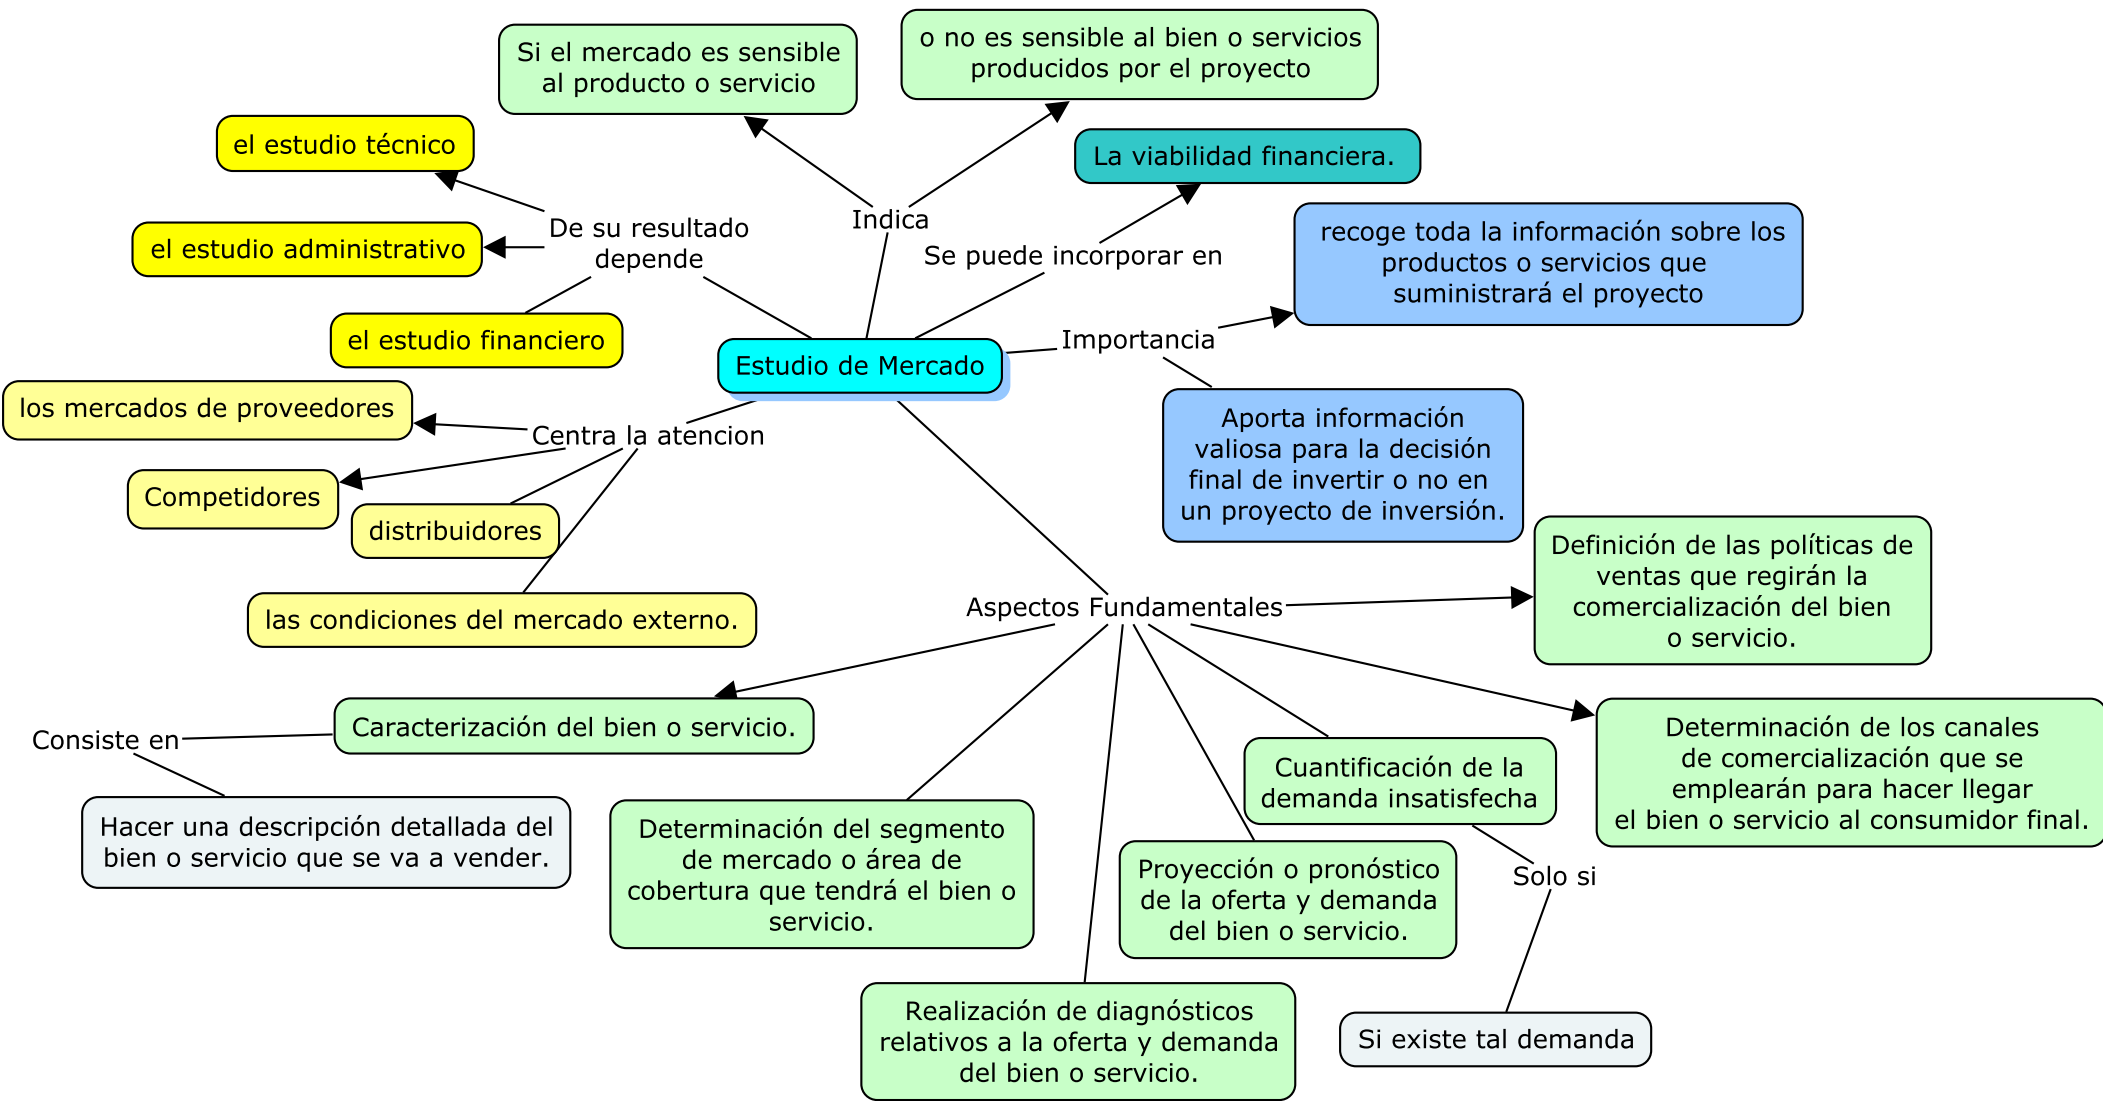 Si el mercado es sensible
al producto o servicio
o no es sensible al bien o servicios
producidos por el proyecto
el estudio técnico
La viabilidad financiera.
De su resultado
depende
Indica
el estudio administrativo
Se puede incorporar en
recoge toda la información sobre los
productos o servicios que
suministrará el proyecto
el estudio financiero
Importancia
Estudio de Mercado
los mercados de proveedores
Centra la atencion
Aporta información
valiosa para la decisión
final de invertir o no en
un proyecto de inversión.
Competidores
distribuidores
las condiciones del mercado externo.
Aspectos Fundamentales
Definición de las políticas de
ventas que regirán la
comercialización del bien
o servicio.
Caracterización del bien o servicio.
Consiste en
Hacer una descripción detallada del
bien o servicio que se va a vender.
Determinación del segmento
de mercado o área de
cobertura que tendrá el bien o
servicio.
Realización de diagnósticos
relativos a la oferta y demanda
del bien o servicio.
Proyección o pronóstico
de la oferta y demanda
del bien o servicio.
Cuantificación de la
demanda insatisfecha
Solo si
Si existe tal demanda
Determinación de los canales
de comercialización que se
emplearán para hacer llegar
el bien o servicio al consumidor final.